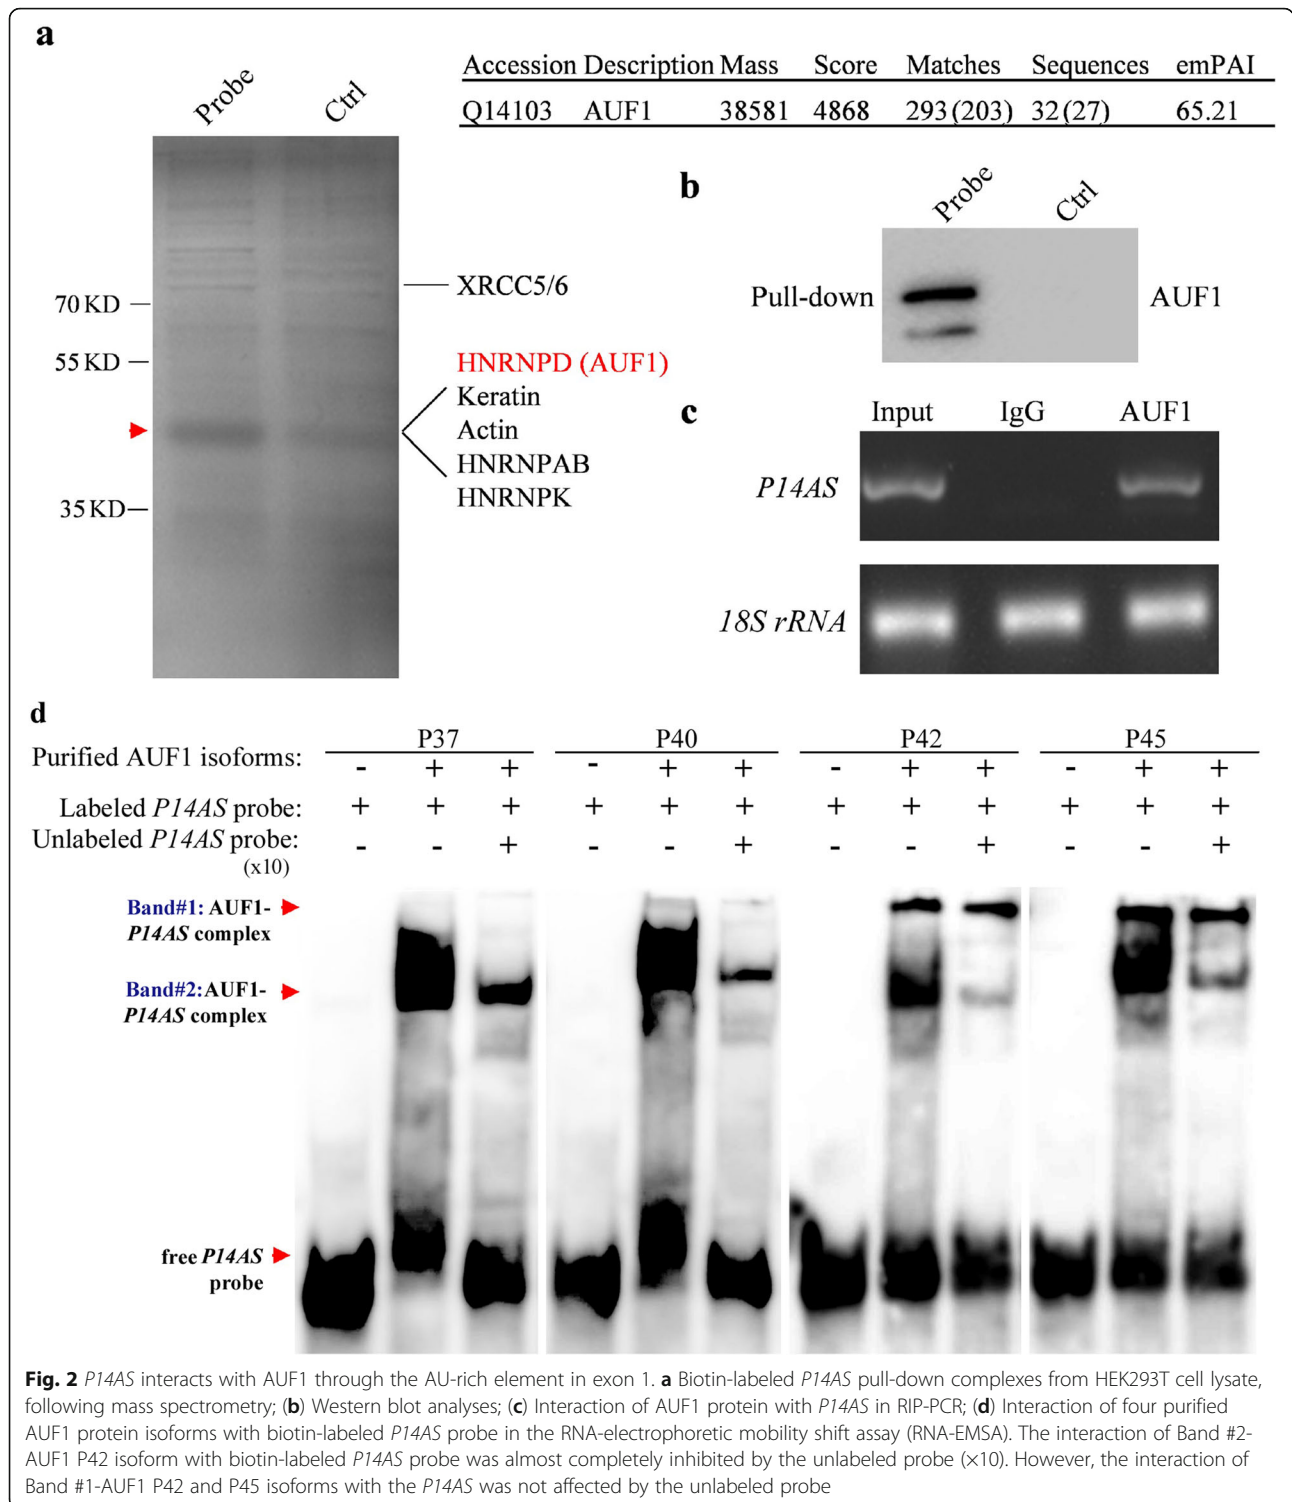 a
Probe
Ctrl
Accession Description Mass Score Matches Sequences emPAI
Q14103 AUF1 38581 4868 293(203) 32(27) 65.21
70 KD
55 KD
35 KD
XRCC5/6
HNRNPD (AUF1)
Keratin
Actin
HNRNPAB
HNRNPK
b
Probe
Ctrl
Pull-down
AUF1
c
Input IgG AUF1
P14AS
18S rRNA
d
P37 P40 P42 P45
Purified AUF1 isoforms: - + + - + + - + + - + +
Labeled P14AS probe: + + + + + + + + + + + +
Unlabeled P14AS probe: - - + - - + - - + - - +
(x10)
Band#1: AUF1-
P14AS complex
Band#2:AUF1-
P14AS complex
free P14AS
probe
Fig. 2 P14AS interacts with AUF1 through the AU-rich element in exon 1. a Biotin-labeled P14AS pull-down complexes from HEK293T cell lysate,
following mass spectrometry; (b) Western blot analyses; (c) Interaction of AUF1 protein with P14AS in RIP-PCR; (d) Interaction of four purified
AUF1 protein isoforms with biotin-labeled P14AS probe in the RNA-electrophoretic mobility shift assay (RNA-EMSA). The interaction of Band #2-
AUF1 P42 isoform with biotin-labeled P14AS probe was almost completely inhibited by the unlabeled probe (×10). However, the interaction of
Band #1-AUF1 P42 and P45 isoforms with the P14AS was not affected by the unlabeled probe